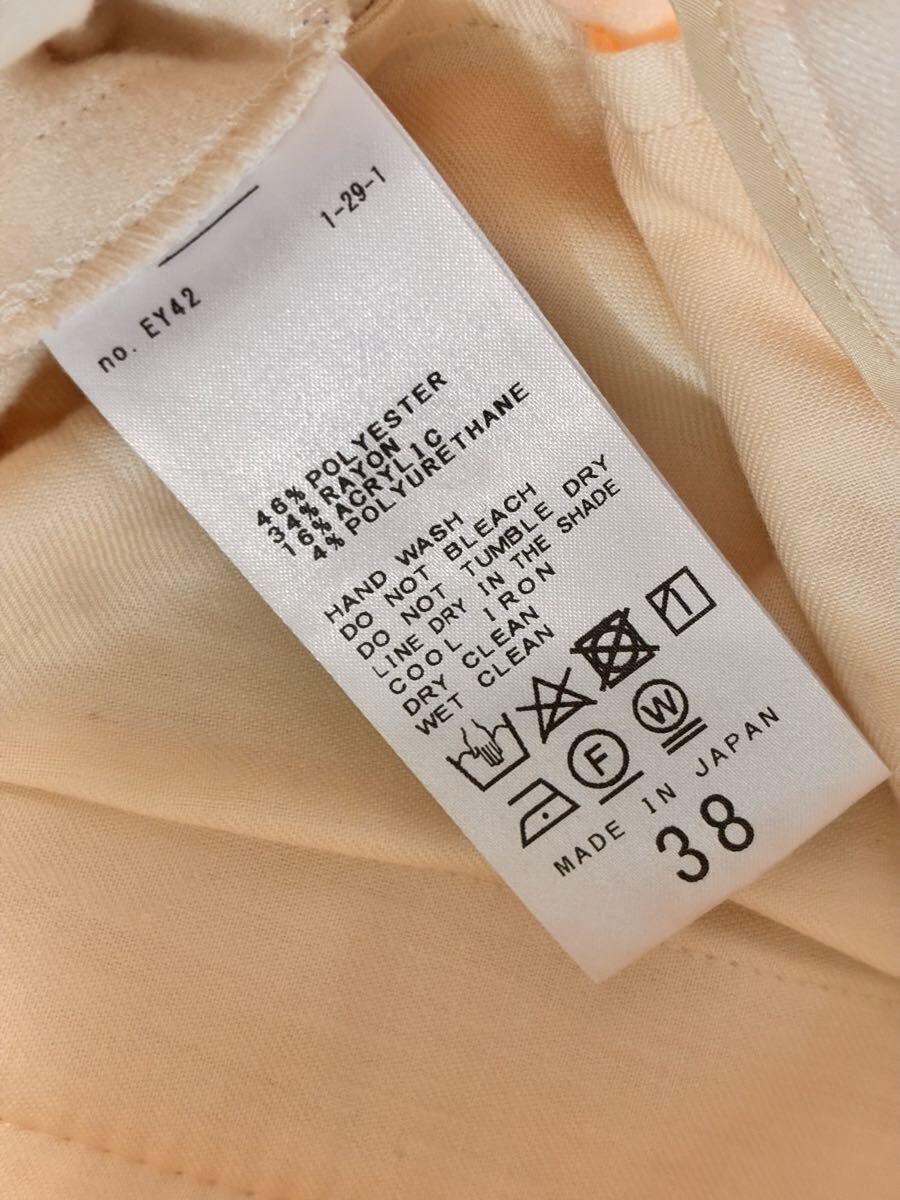 1-29-1
no. EY42
46% POLYESTER
34% RAYON
16% ACRYLIC
4% POLYURETHANE
HAND WASH
DO NOT BLEACH
DO NOT TUMBLE DRY
LINE DRY IN THE SHADE
COOL IRON
DRY CLEAN
WET CLEAN
F W
MADE IN JAPAN
38